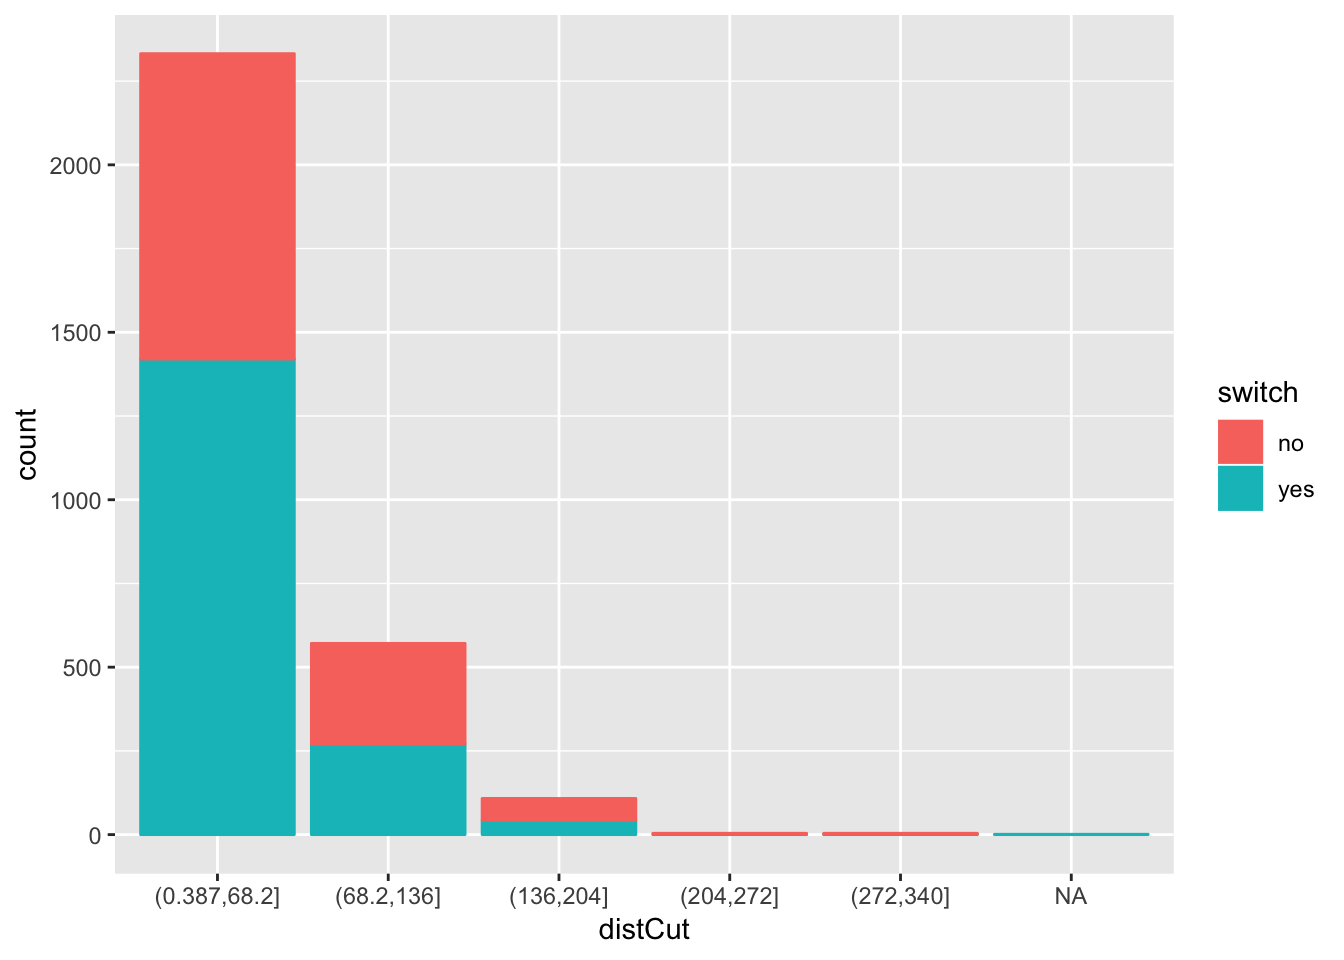 count
2000
1500
1000
500
0
(0.387,68.2] (68.2,136] (136,204] (204,272] (272,340] NA
distCut
switch
no
yes